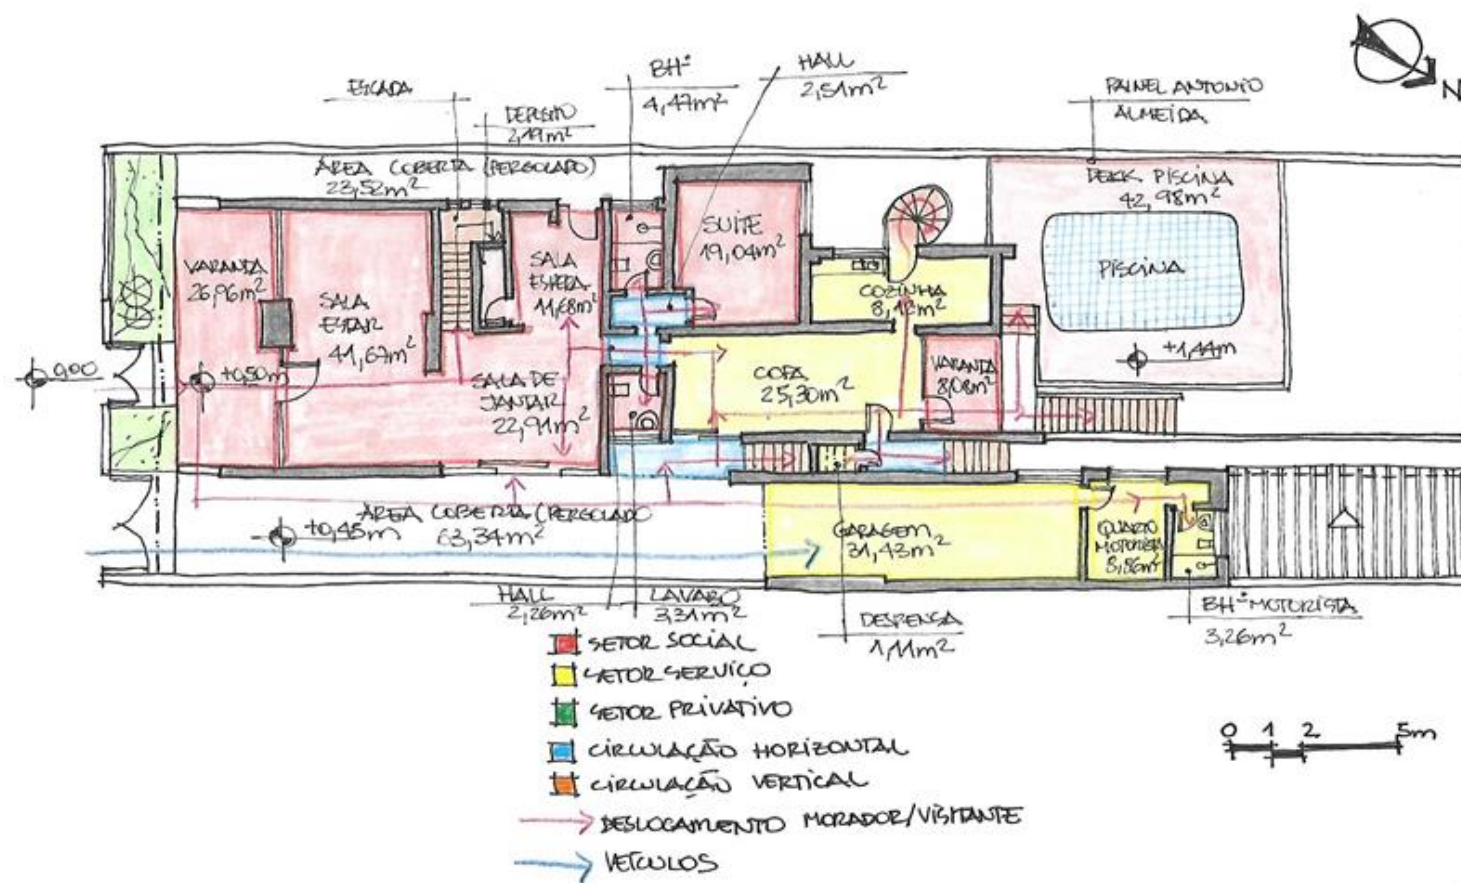 ESCADA
DEPÓSITO
2,19m²
BHº
4,47m²
HALL
2,51m²
PAINEL ANTONIO
ALMEIDA
N
ÁREA COBERTA (PERGOLADO)
23,52m²
DEKK PISCINA
42,98m²
SUÍTE
19,04m²
VARANDA
26,96m²
SALA
ESTAR
41,67m²
SALA
ESPERA
11,68m²
COZINHA
PISCINA
+1,44m
0,00
+0,50m
SALA DE
JANTAR
22,91m²
COPA
25,30m²
VARANDA
8,08m²
ÁREA COBERTA (PERGOLADO
63,34m²
+0,45m
GARAGEM
31,43m²
QUARTO
MOTORISTA
8,86m²
HALL
2,26m²
LAVABO
3,31m²
DESPENSA
1,11m²
BHº MOTORISTA
3,26m²
SETOR SOCIAL
SETOR SERVIÇO
SETOR PRIVATIVO
CIRCULAÇÃO HORIZONTAL
CIRCULAÇÃO VERTICAL
DESLOCAMENTO MORADOR/VISITANTE
VEÍCULOS
0 1 2 5m